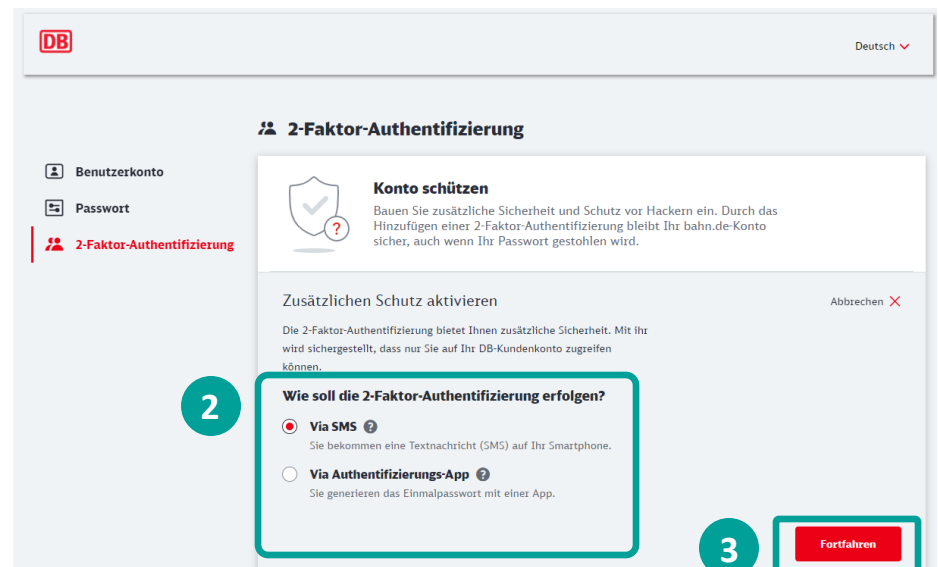 DB
Deutsch
2-Faktor-Authentifizierung
Benutzerkonto
Passwort
2-Faktor-Authentifizierung
Konto schützen
Bauen Sie zusätzliche Sicherheit und Schutz vor Hackern ein. Durch das
Hinzufügen einer 2-Faktor-Authentifizierung bleibt Ihr bahn.de-Konto
sicher, auch wenn Ihr Passwort gestohlen wird.
?
Zusätzlichen Schutz aktivieren
Abbrechen
Die 2-Faktor-Authentifizierung bietet Ihnen zusätzliche Sicherheit. Mit ihr
wird sichergestellt, dass nur Sie auf Ihr DB-Kundenkonto zugreifen
können.
2
Wie soll die 2-Faktor-Authentifizierung erfolgen?
Via SMS ?
Sie bekommen eine Textnachricht (SMS) auf Ihr Smartphone.
Via Authentifizierungs-App ?
Sie generieren das Einmalpasswort mit einer App.
3
Fortfahren